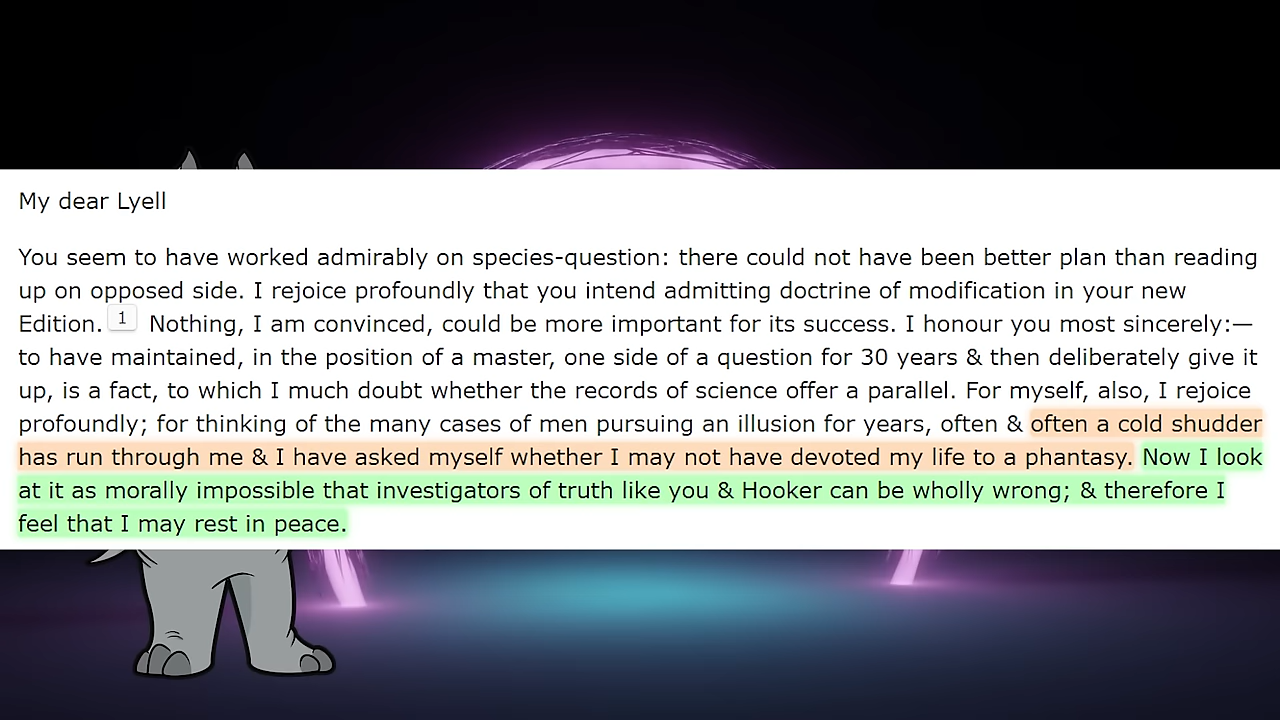 My dear Lyell
You seem to have worked admirably on species-question: there could not have been better plan than reading
up on opposed side. I rejoice profoundly that you intend admitting doctrine of modification in your new
Edition. 1 Nothing, I am convinced, could be more important for its success. I honour you most sincerely:—
to have maintained, in the position of a master, one side of a question for 30 years & then deliberately give it
up, is a fact, to which I much doubt whether the records of science offer a parallel. For myself, also, I rejoice
profoundly; for thinking of the many cases of men pursuing an illusion for years, often & often a cold shudder
has run through me & I have asked myself whether I may not have devoted my life to a phantasy. Now I look
at it as morally impossible that investigators of truth like you & Hooker can be wholly wrong; & therefore I
feel that I may rest in peace.